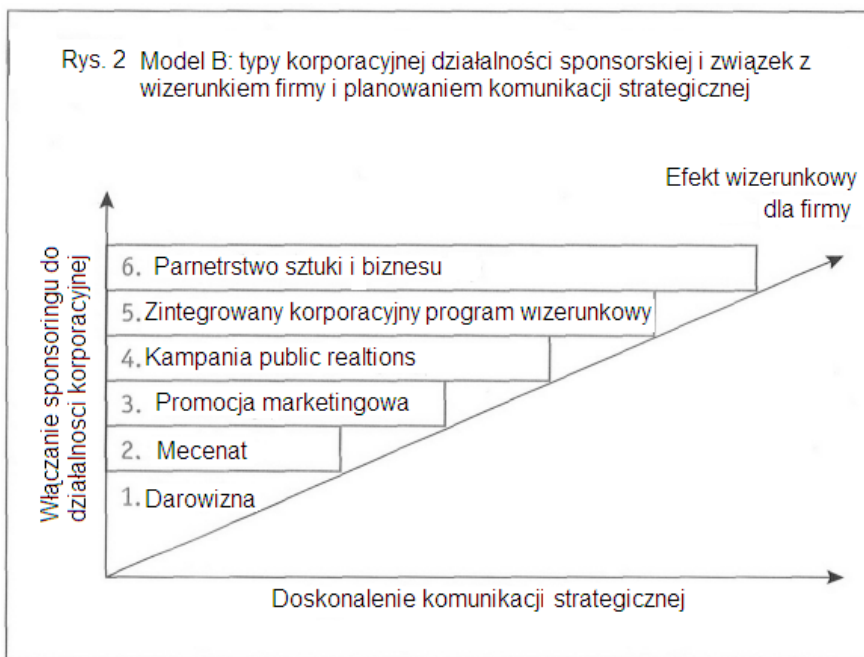 Rys. 2 Model B: typy korporacyjnej działalności sponsorskiej i związek z
wizerunkiem firmy i planowaniem komunikacji strategicznej
Efekt wizerunkowy
dla firmy
Włączanie sponsoringu do
działalnosci korporacyjnej
6. Parnetrstwo sztuki i biznesu
5. Zintegrowany korporacyjny program wizerunkowy
4. Kampania public realtions
3. Promocja marketingowa
2. Mecenat
1. Darowizna
Doskonalenie komunikacji strategicznej